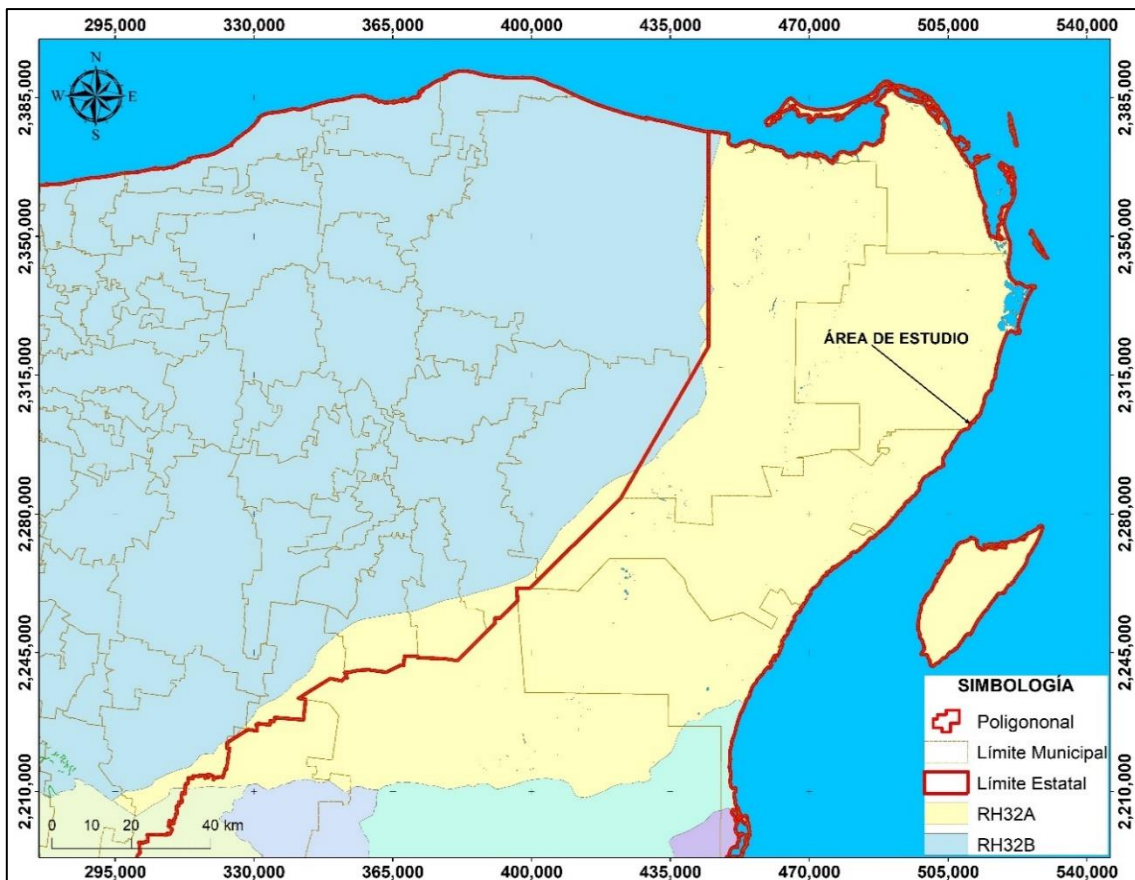 295,000 330,000 365,000 400,000 435,000 470,000 505,000 540,000
N
W E
S
2,385,000 2,385,000
2,350,000 2,350,000
ÁREA DE ESTUDIO
2,315,000 2,315,000
2,280,000 2,280,000
2,245,000 2,245,000
SIMBOLOGÍA
Poligononal
Límite Municipal
Límite Estatal
2,210,000 2,210,000
RH32A
0 10 20 40 km
RH32B
295,000 330,000 365,000 400,000 435,000 470,000 505,000 540,000